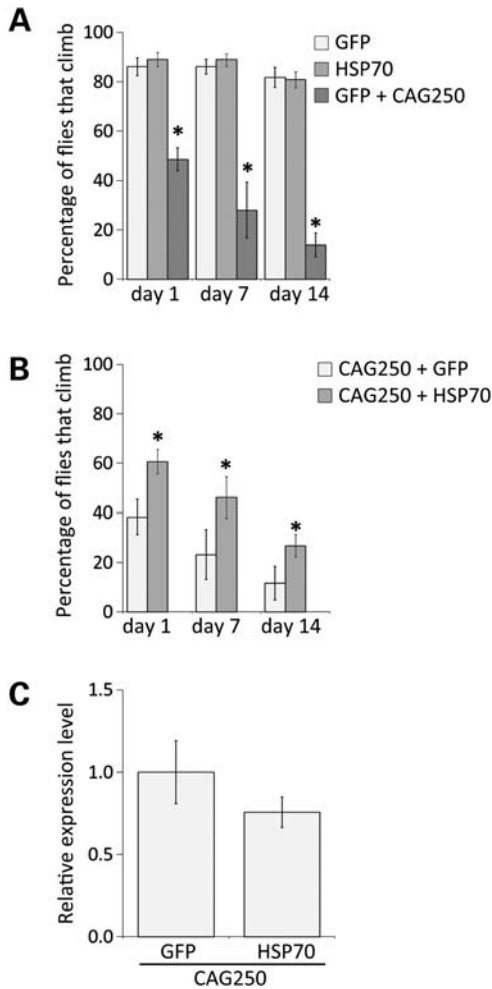 A
Percentage of flies that climb
100
80
60
40
20
0
GFP
HSP70
GFP + CAG250
*
*
*
day 1
day 7
day 14
B
Percentage of flies that climb
100
80
60
40
20
0
CAG250 + GFP
CAG250 + HSP70
*
*
*
day 1
day 7
day 14
C
Relative expression level
1.5
1.0
0.5
0.0
GFP
HSP70
CAG250